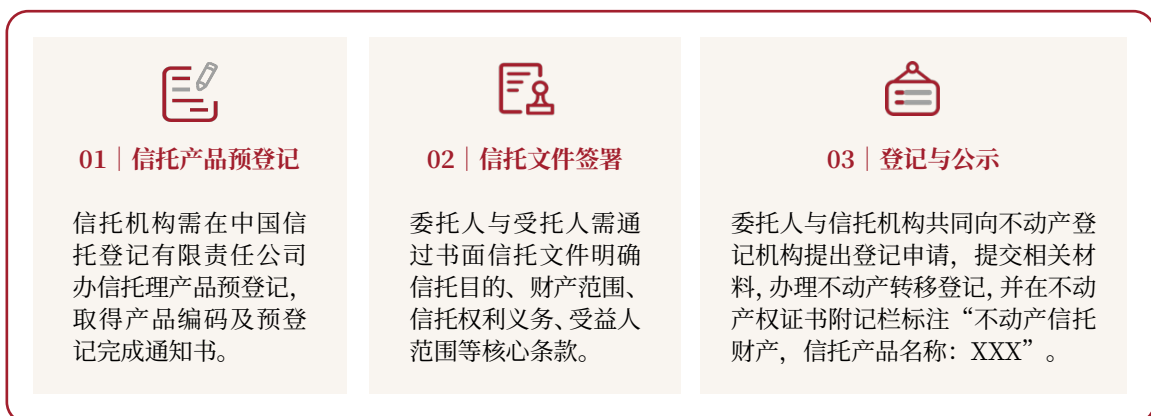 01｜信托产品预登记
信托机构需在中国信
托登记有限责任公司
办信托理产品预登记，
取得产品编码及预登
记完成通知书。
02｜信托文件签署
委托人与受托人需通
过书面信托文件明确
信托目的、财产范围、
信托权利义务、受益人
范围等核心条款。
03｜登记与公示
委托人与信托机构共同向不动产登
记机构提出登记申请，提交相关材
料，办理不动产转移登记，并在不动
产权证书附记栏标注“不动产信托
财产，信托产品名称：XXX”。